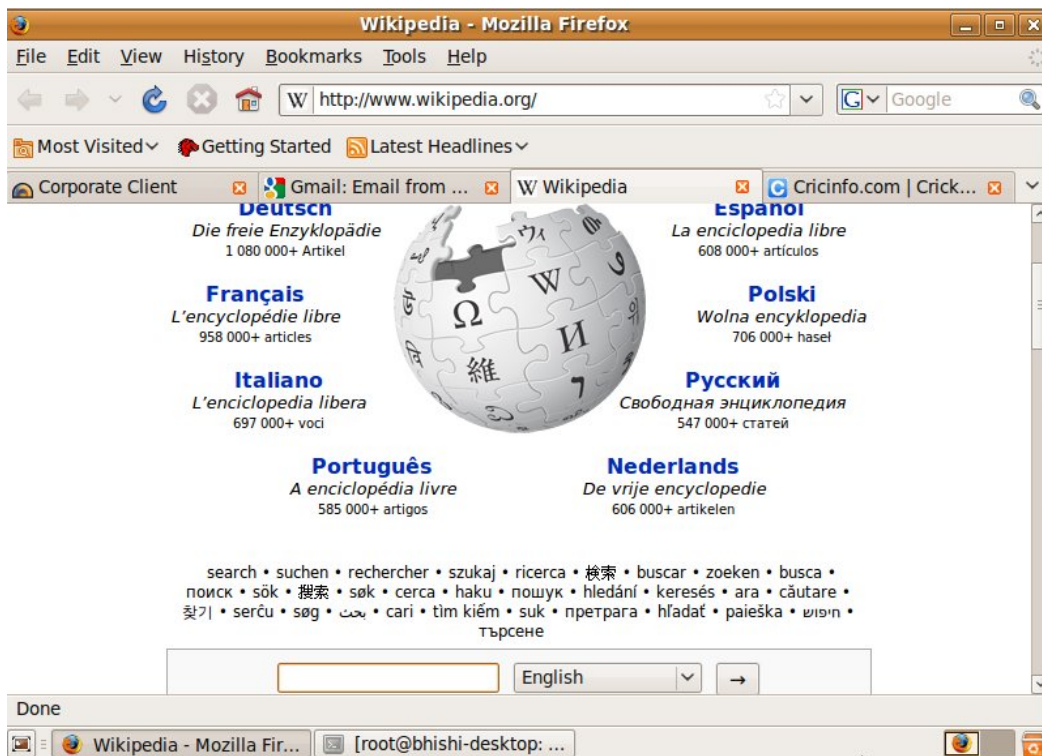 Wikipedia - Mozilla Firefox
File Edit View History Bookmarks Tools Help
W http://www.wikipedia.org/ G Google
Most Visited Getting Started Latest Headlines
Corporate Client Gmail: Email from ... W Wikipedia C Cricinfo.com | Crick...
Deutsch
Die freie Enzyklopädie
1 080 000+ Artikel
Español
La enciclopedia libre
608 000+ artículos
Français
L'encyclopédie libre
958 000+ articles
Polski
Wolna encyklopedia
706 000+ haseł
Italiano
L'enciclopedia libera
697 000+ voci
Русский
Свободная энциклопедия
547 000+ статей
Português
A enciclopédia livre
585 000+ artigos
Nederlands
De vrije encyclopedie
606 000+ artikelen
Ω W И 維 7
search • suchen • rechercher • szukaj • ricerca • 検索 • buscar • zoeken • busca •
поиск • sök • 搜索 • søk • cerca • haku • пошук • hledání • keresés • ara • căutare •
찾기 • serĉu • søg • بحث • cari • tìm kiếm • suk • претрага • hľadať • paieška • חיפוש •
търсене
English →
Done
Wikipedia - Mozilla Fir... [root@bhishi-desktop: ...